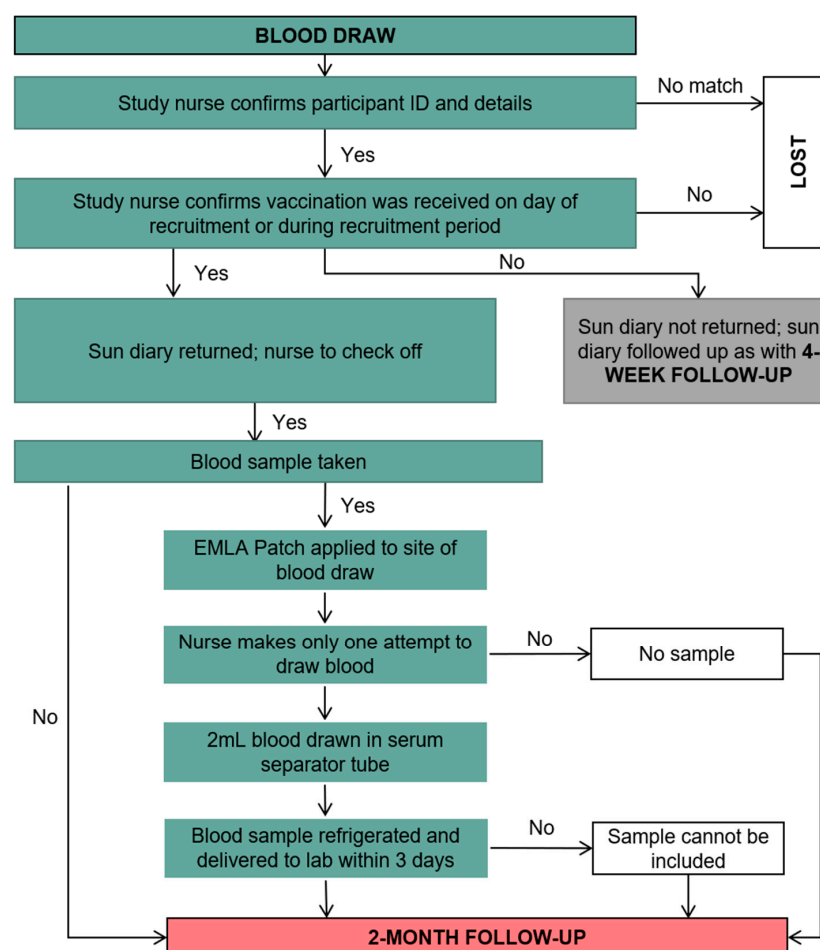 BLOOD DRAW
Study nurse confirms participant ID and details
No match
LOST
Yes
Study nurse confirms vaccination was received on day of
recruitment or during recruitment period
No
Yes
No
Sun diary returned; nurse to check off
Sun diary not returned; sun
diary followed up as with 4-
WEEK FOLLOW-UP
Yes
Blood sample taken
Yes
EMLA Patch applied to site of
blood draw
Nurse makes only one attempt to
draw blood
No
No sample
No
2mL blood drawn in serum
separator tube
Blood sample refrigerated and
delivered to lab within 3 days
No
Sample cannot be
included
2-MONTH FOLLOW-UP